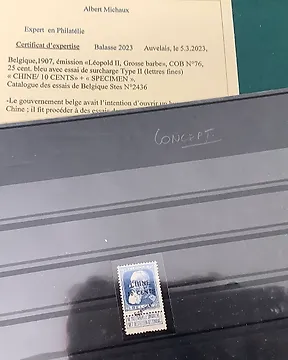 Albert Michaux
Expert en Philatélie
Certificat d'expertise Balasse 2023 Auvelais, le 5.3.2023,
Belgique,1907, émission «Léopold II, Grosse barbe», COB N°76,
25 cent. bleu avec essai de surcharge Type II (lettres fines)
« CHINE/ 10 CENTS» + « SPECIMEN ».
Catalogue des essais de Belgique Stes N°2436
-Le gouvernement belge avait l'intention d'ouvrir un
Chine ; il fit procéder à des essais
CONCEPT
CHINE
CENTS